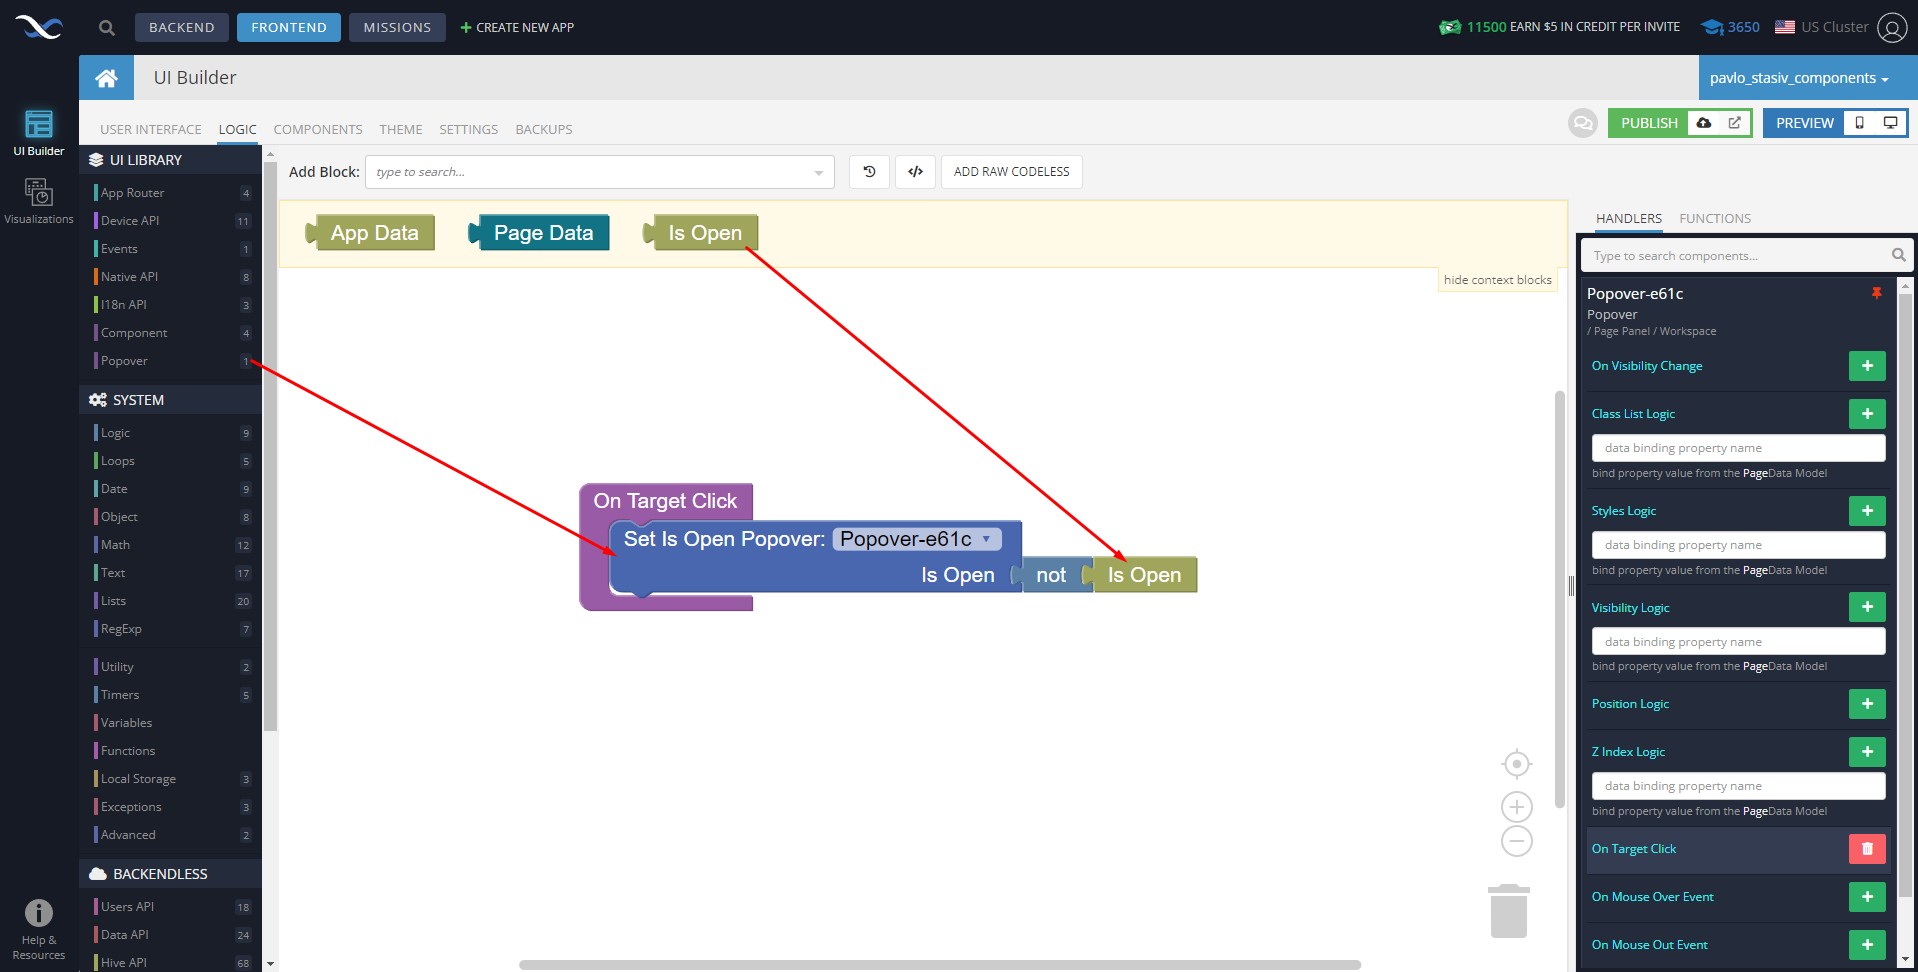 BACKEND
FRONTEND
MISSIONS
+ CREATE NEW APP
11500 EARN $5 IN CREDIT PER INVITE
3650
US Cluster
UI Builder
pavlo_stasiv_components
UI Builder
Visualizations
Help & Resources
USER INTERFACE
LOGIC
COMPONENTS
THEME
SETTINGS
BACKUPS
PUBLISH
PREVIEW
UI LIBRARY
App Router 4
Device API 11
Events 1
Native API 8
I18n API 3
Component 4
Popover 1
SYSTEM
Logic 9
Loops 5
Date 9
Object 8
Math 12
Text 17
Lists 20
RegExp 7
Utility 2
Timers 5
Variables
Functions
Local Storage 3
Exceptions 3
Advanced 2
BACKENDLESS
Users API 18
Data API 24
Hive API 68
Add Block: type to search...
</>
ADD RAW CODELESS
App Data
Page Data
Is Open
hide context blocks
On Target Click
Set Is Open Popover: Popover-e61c
Is Open not Is Open
HANDLERS
FUNCTIONS
Type to search components...
Popover-e61c
Popover
/ Page Panel / Workspace
On Visibility Change
Class List Logic
data binding property name
bind property value from the PageData Model
Styles Logic
data binding property name
bind property value from the PageData Model
Visibility Logic
data binding property name
bind property value from the PageData Model
Position Logic
Z Index Logic
data binding property name
bind property value from the PageData Model
On Target Click
On Mouse Over Event
On Mouse Out Event